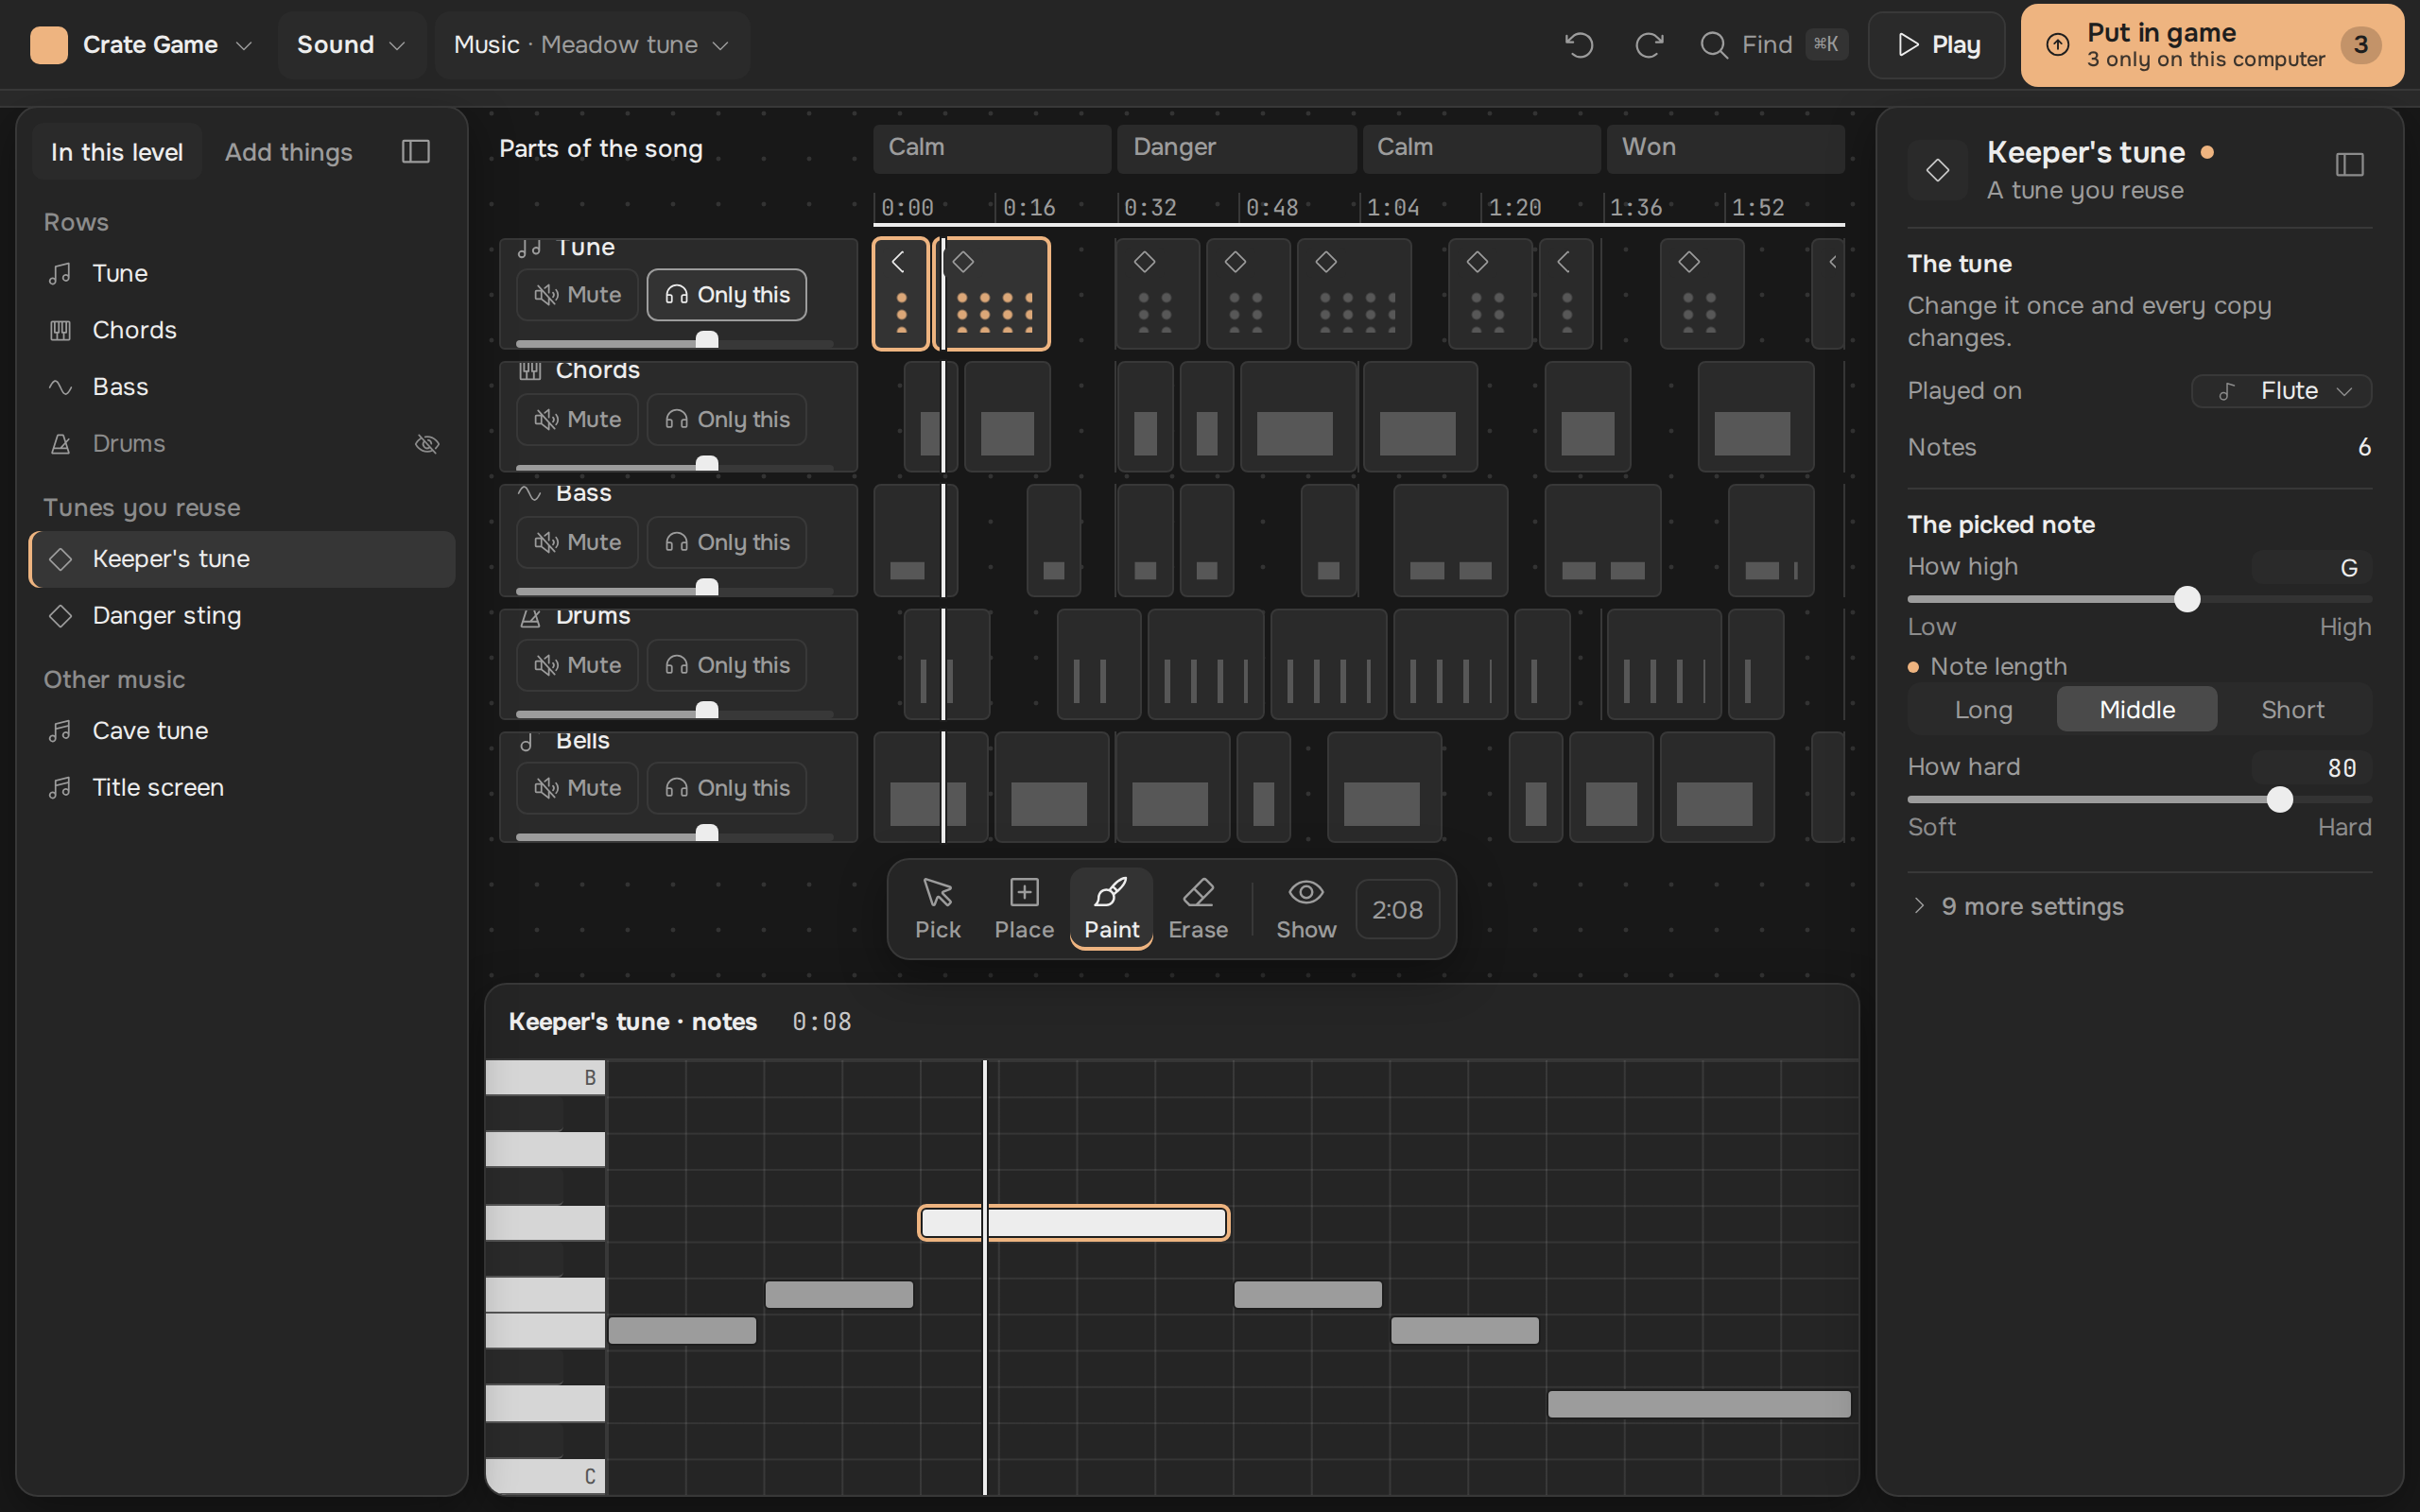 Crate Game
Sound
Music · Meadow tune
Find ⌘K
Play
Put in game
3 only on this computer
3
In this level
Add things
Rows
Tune
Chords
Bass
Drums
Tunes you reuse
Keeper's tune
Danger sting
Other music
Cave tune
Title screen
Parts of the song
Calm
Danger
Calm
Won
0:00
0:16
0:32
0:48
1:04
1:20
1:36
1:52
Tune
Mute
Only this
Chords
Mute
Only this
Bass
Mute
Only this
Drums
Mute
Only this
Bells
Mute
Only this
Pick
Place
Paint
Erase
Show
2:08
Keeper's tune · notes
0:08
B
C
Keeper's tune
A tune you reuse
The tune
Change it once and every copy
changes.
Played on
Flute
Notes
6
The picked note
How high
G
Low
High
Note length
Long
Middle
Short
How hard
80
Soft
Hard
9 more settings